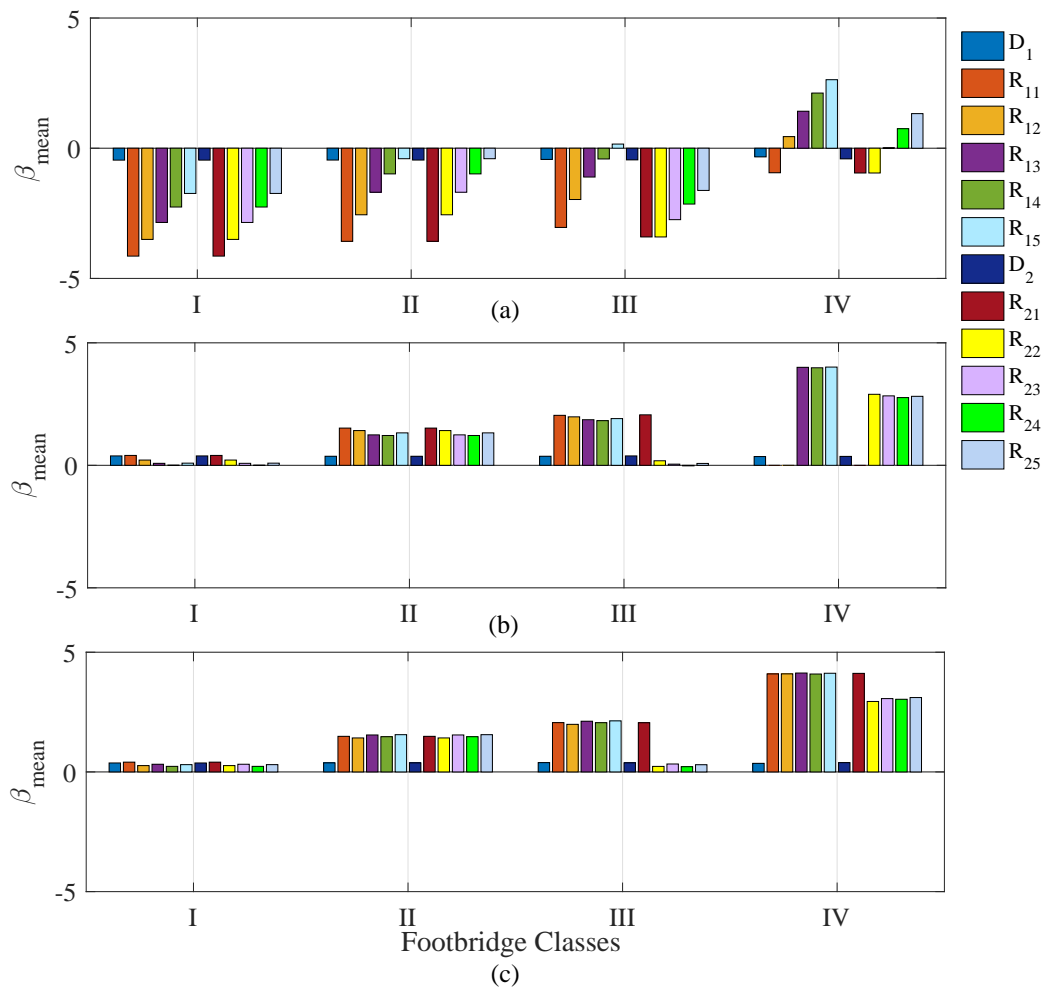 5
0
-5
β_mean
I
II
III
IV
(a)
D_1
R_11
R_12
R_13
R_14
R_15
D_2
R_21
R_22
R_23
R_24
R_25
5
0
-5
β_mean
I
II
III
IV
(b)
5
0
-5
β_mean
I
II
III
IV
Footbridge Classes
(c)